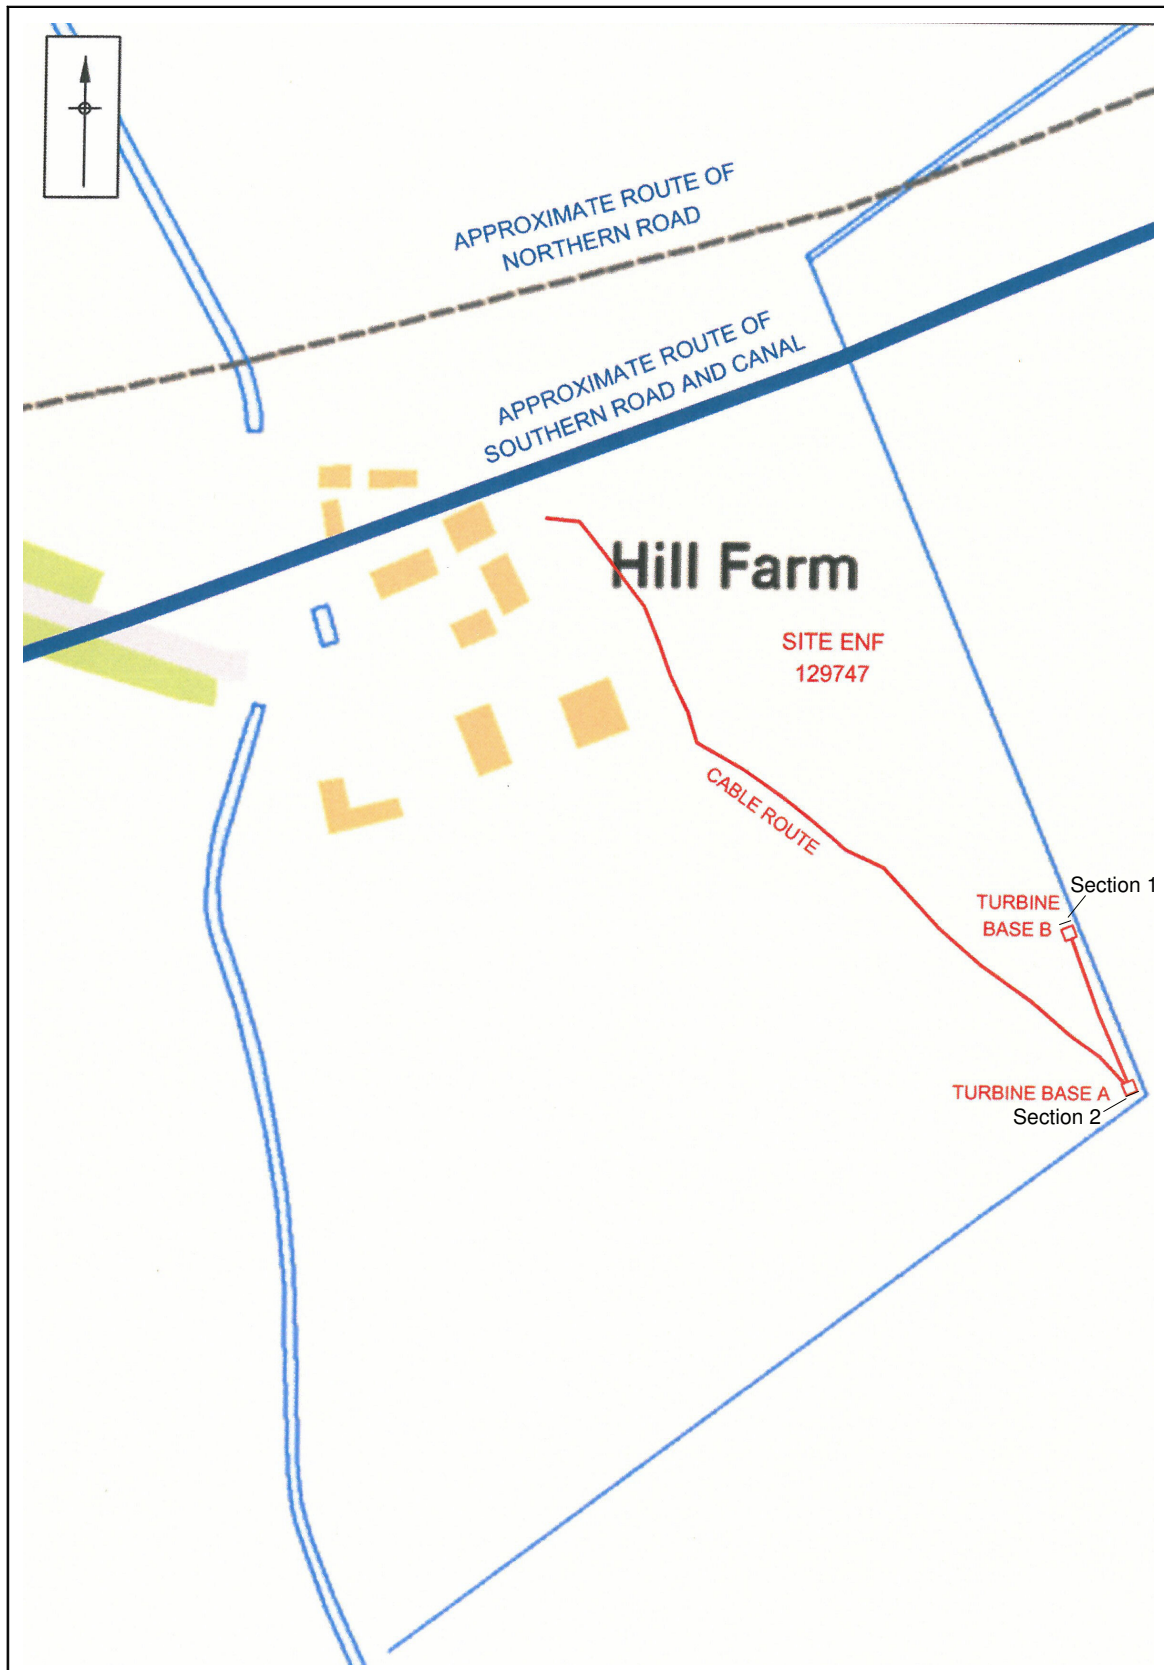 APPROXIMATE ROUTE OF
NORTHERN ROAD
APPROXIMATE ROUTE OF
SOUTHERN ROAD AND CANAL
Hill Farm
SITE ENF
129747
CABLE ROUTE
Section 1
TURBINE
BASE B
TURBINE BASE A
Section 2